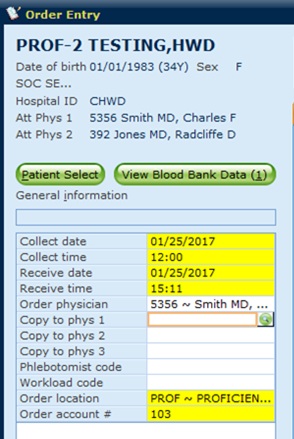 Order Entry
PROF-2 TESTING,HWD
Date of birth 01/01/1983 (34Y) Sex F
SOC SE...
Hospital ID CHWD
Att Phys 1 5356 Smith MD, Charles F
Att Phys 2 392 Jones MD, Radcliffe D
Patient Select View Blood Bank Data (1)
General information
Collect date 01/25/2017
Collect time 12:00
Receive date 01/25/2017
Receive time 15:11
Order physician 5356 ~ Smith MD, ...
Copy to phys 1
Copy to phys 2
Copy to phys 3
Phlebotomist code
Workload code
Order location PROF ~ PROFICIEN...
Order account # 103